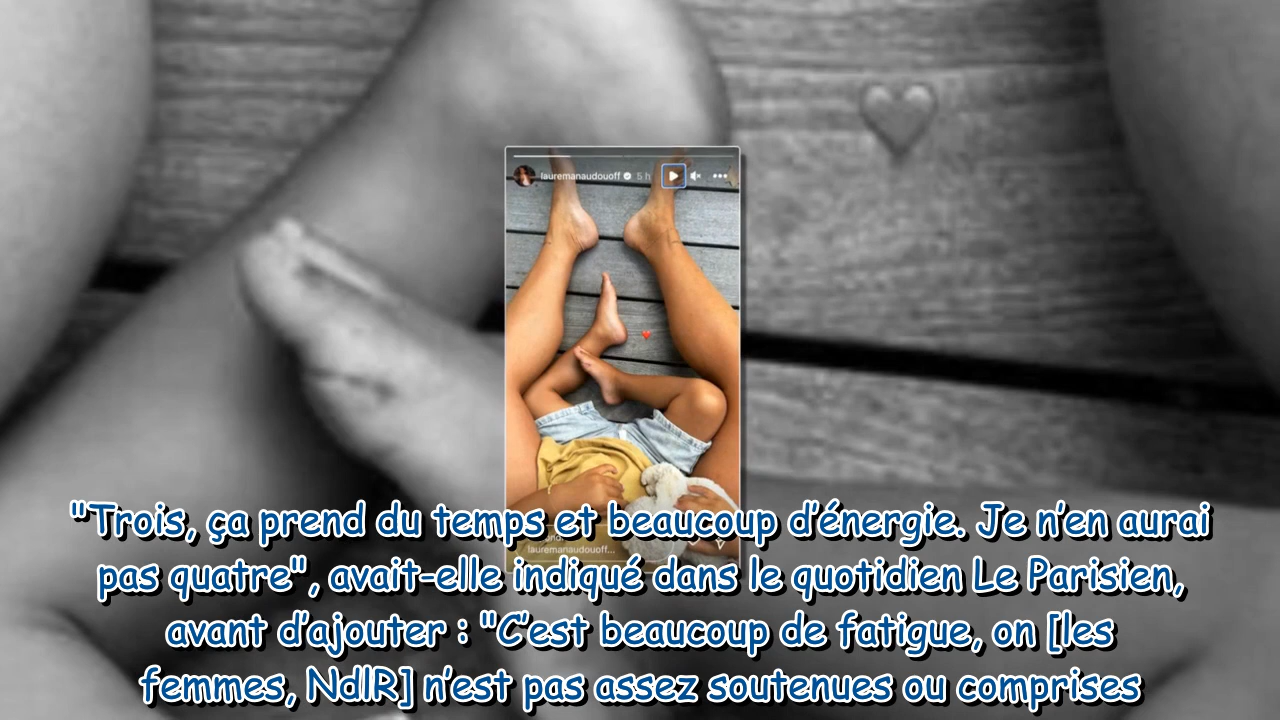 lauremanaudouoff 5 h
lauremanaudouoff...
"Trois, ça prend du temps et beaucoup d'énergie. Je n'en aurai
pas quatre", avait-elle indiqué dans le quotidien Le Parisien,
avant d'ajouter : "C'est beaucoup de fatigue, on [les
femmes, NdlR] n'est pas assez soutenues ou comprises